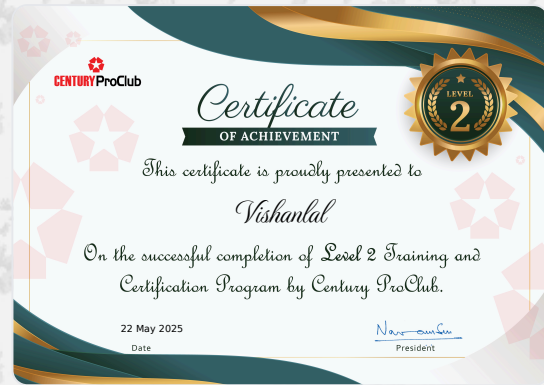 CENTURY ProClub
Certificate
OF ACHIEVEMENT
LEVEL
2
This certificate is proudly presented to
Vishanlal
On the successful completion of Level 2 Training and
Certification Program by Century ProClub.
22 May 2025
Date
President